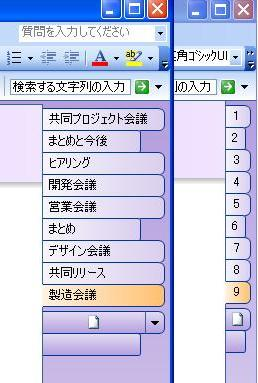 質問を入力してください
A ab
角ゴシックUI
検索する文字列の入力
の入力
共同プロジェクト会議
まとめと今後
ヒアリング
開発会議
営業会議
まとめ
デザイン会議
共同リリース
製造会議
1
2
3
4
5
6
7
8
9